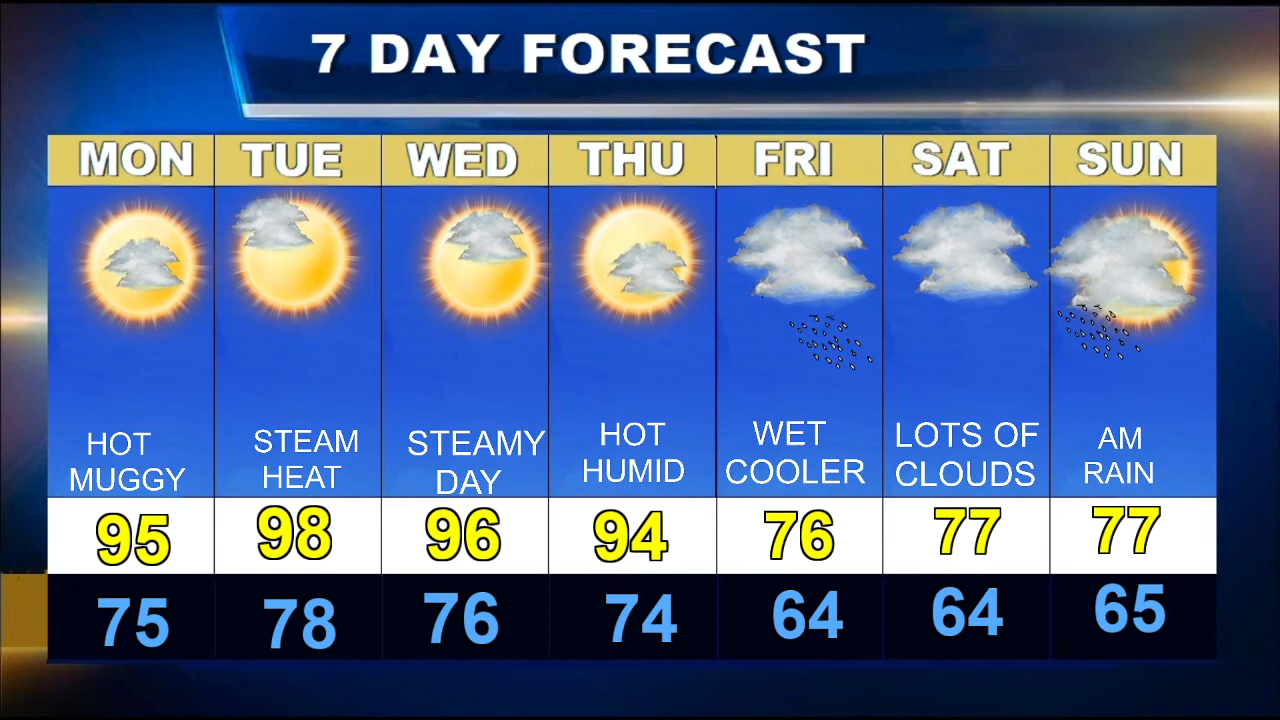 7 DAY FORECAST
MON TUE WED THU FRI SAT SUN
HOT STEAM STEAMY HOT WET LOTS OF AM
MUGGY HEAT DAY HUMID COOLER CLOUDS RAIN
95 98 96 94 76 77 77
75 78 76 74 64 64 65